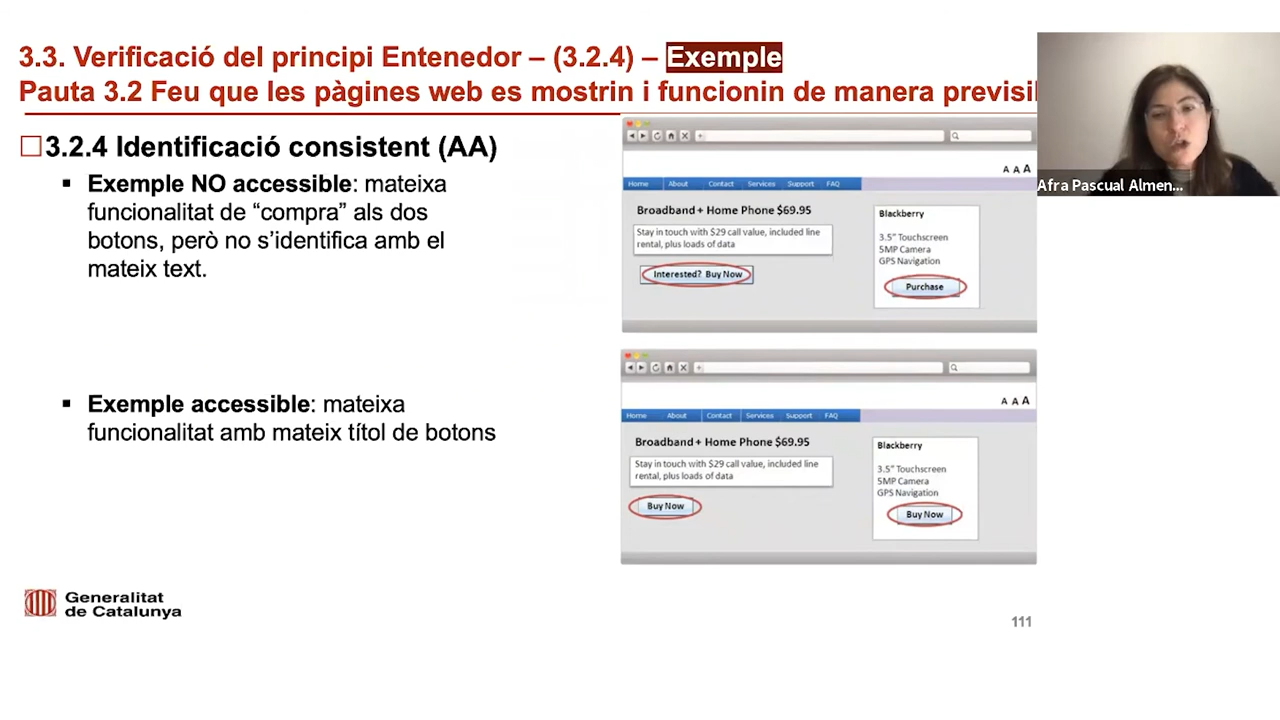 3.3. Verificació del principi Entenedor – (3.2.4) – Exemple
Pauta 3.2 Feu que les pàgines web es mostrin i funcionin de manera previsi
3.2.4 Identificació consistent (AA)
Exemple NO accessible: mateixa
funcionalitat de “compra” als dos
botons, però no s’identifica amb el
mateix text.
Exemple accessible: mateixa
funcionalitat amb mateix títol de botons
A A A
Home About Contact Services Support FAQ
Broadband + Home Phone $69.95
Stay in touch with $29 call value, included line
rental, plus loads of data
Interested? Buy Now
Blackberry
3.5” Touchscreen
5MP Camera
GPS Navigation
Purchase
A A A
Home About Contact Services Support FAQ
Broadband + Home Phone $69.95
Stay in touch with $29 call value, included line
rental, plus loads of data
Buy Now
Blackberry
3.5” Touchscreen
5MP Camera
GPS Navigation
Buy Now
Afra Pascual Almen...
Generalitat
de Catalunya
111